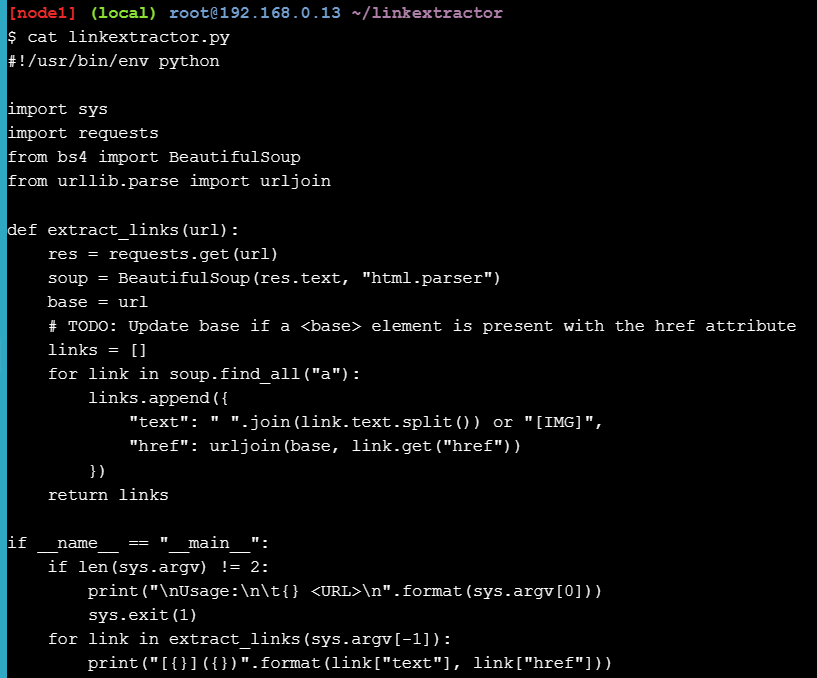 [node1] (local) root@192.168.0.13 ~/linkextractor
$ cat linkextractor.py
#!/usr/bin/env python

import sys
import requests
from bs4 import BeautifulSoup
from urllib.parse import urljoin

def extract_links(url):
    res = requests.get(url)
    soup = BeautifulSoup(res.text, "html.parser")
    base = url
    # TODO: Update base if a <base> element is present with the href attribute
    links = []
    for link in soup.find_all("a"):
        links.append({
            "text": " ".join(link.text.split()) or "[IMG]",
            "href": urljoin(base, link.get("href"))
        })
    return links

if __name__ == "__main__":
    if len(sys.argv) != 2:
        print("\nUsage:\n\t{} <URL>\n".format(sys.argv[0]))
        sys.exit(1)
    for link in extract_links(sys.argv[-1]):
        print("[{}]({})".format(link["text"], link["href"]))